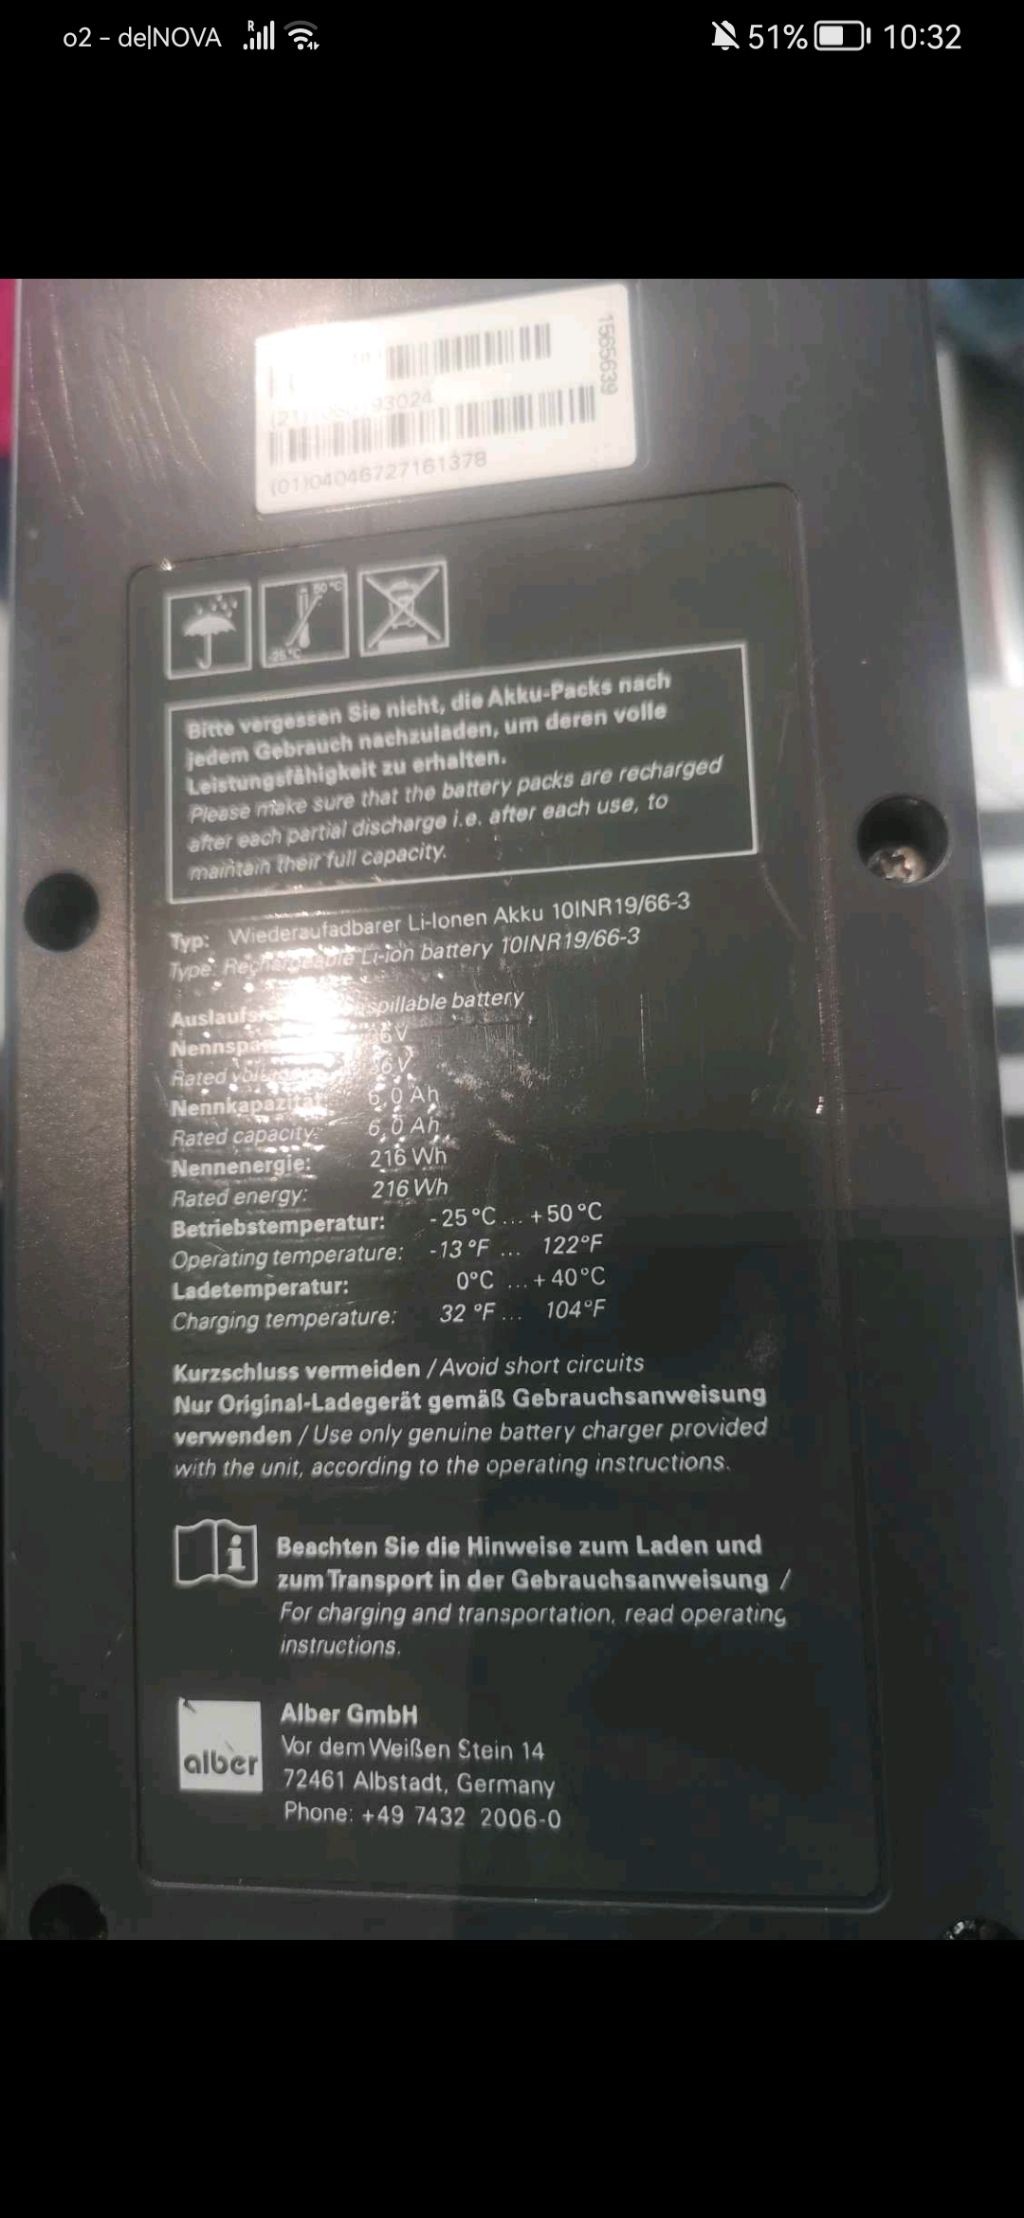 o2 - de|NOVA
R
51%
10:32
1565639
93024
(01)04046727161378
50 °C
-25 °C
Bitte vergessen Sie nicht, die Akku-Packs nach
jedem Gebrauch nachzuladen, um deren volle
Leistungsfähigkeit zu erhalten.
Please make sure that the battery packs are recharged
after each partial discharge i.e. after each use, to
maintain their full capacity.
Typ: Wiederaufadbarer Li-Ionen Akku 10INR19/66-3
Type: Rechargeable Li-ion battery 10INR19/66-3
battery
Rated 36V
Nennkapazität: 6,0 Ah
Rated capacity: 6,0 Ah
Nennenergie: 216 Wh
Rated energy: 216 Wh
Betriebstemperatur: -25 °C ... +50 °C
Operating temperature: -13 °F ... 122°F
Ladetemperatur: 0°C ... +40°C
Charging temperature: 32 °F ... 104°F
Kurzschluss vermeiden / Avoid short circuits
Nur Original-Ladegerät gemäß Gebrauchsanweisung
verwenden / Use only genuine battery charger provided
with the unit, according to the operating instructions.
Beachten Sie die Hinweise zum Laden und
zum Transport in der Gebrauchsanweisung /
For charging and transportation, read operating
instructions.
alber
Alber GmbH
Vor dem Weißen Stein 14
72461 Albstadt, Germany
Phone: +49 7432 2006-0